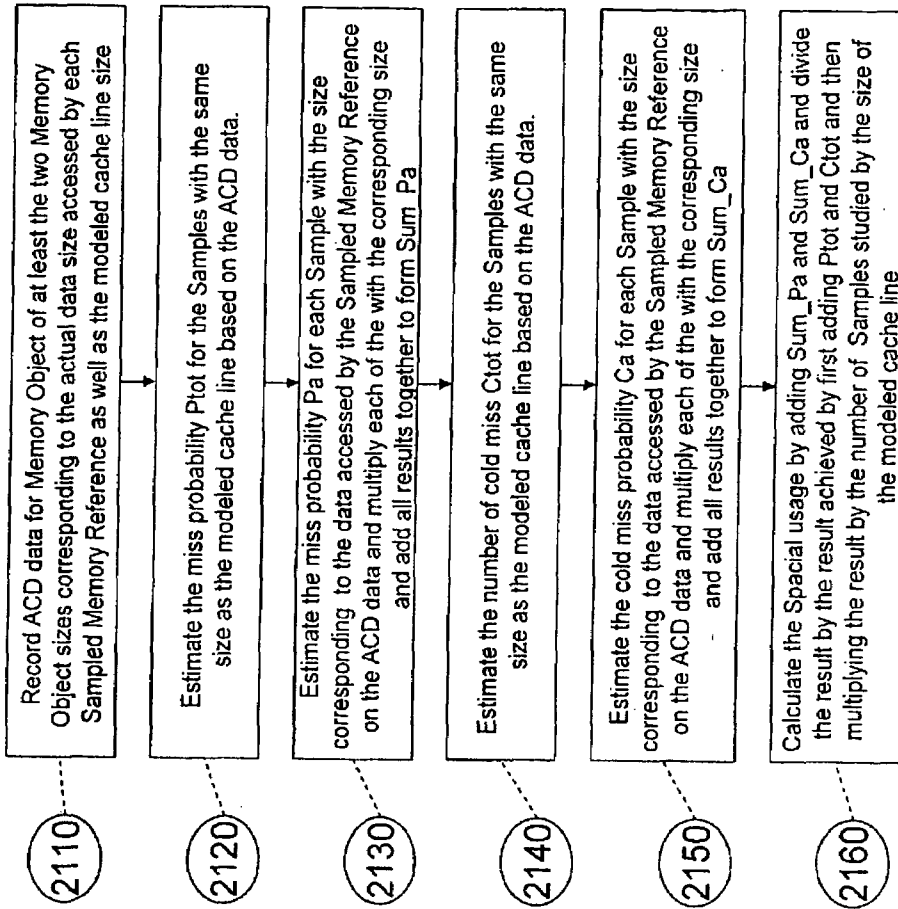 2110
Record ACD data for Memory Object of at least the two Memory
Object sizes corresponding to the actual data size accessed by each
Sampled Memory Reference as well as the modeled cache line size
2120
Estimate the miss probability Ptot for the Samples with the same
size as the modeled cache line based on the ACD data.
2130
Estimate the miss probability Pa for each Sample with the size
corresponding to the data accessed by the Sampled Memory Reference
on the ACD data and multiply each of the with the corresponding size
and add all results together to form Sum_Pa
2140
Estimate the number of cold miss Ctot for the Samples with the same
size as the modeled cache line based on the ACD data.
2150
Estimate the cold miss probability Ca for each Sample with the size
corresponding to the data accessed by the Sampled Memory Reference
on the ACD data and multiply each of the with the corresponding size
and add all results together to form Sum_Ca
2160
Calculate the Spacial usage by adding Sum_Pa and Sum_Ca and divide
the result by the result achieved by first adding Ptot and Ctot and then
multiplying the result by the number of Samples studied by the size of
the modeled cache line